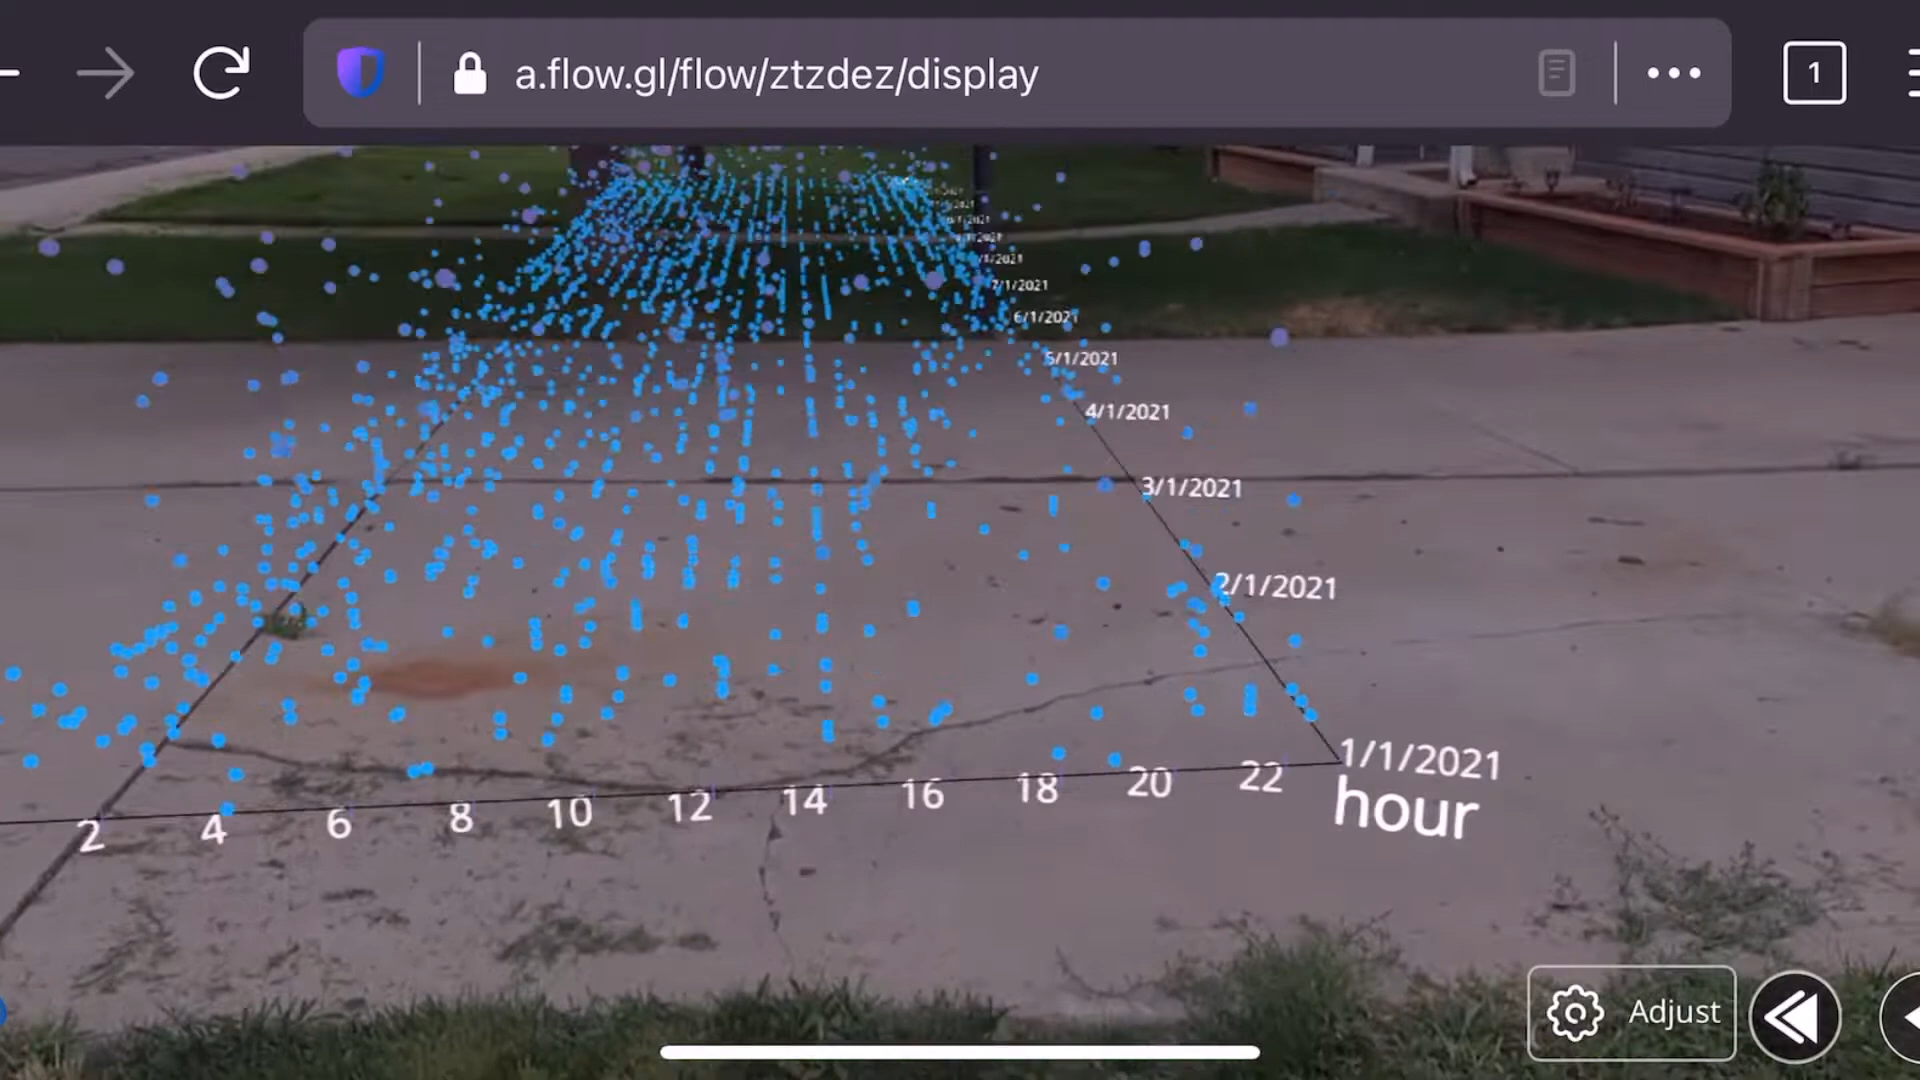 a.flow.gl/flow/ztzdez/display
1
7/1/2021
6/1/2021
5/1/2021
4/1/2021
3/1/2021
2/1/2021
1/1/2021
2 4 6 8 10 12 14 16 18 20 22
hour
Adjust